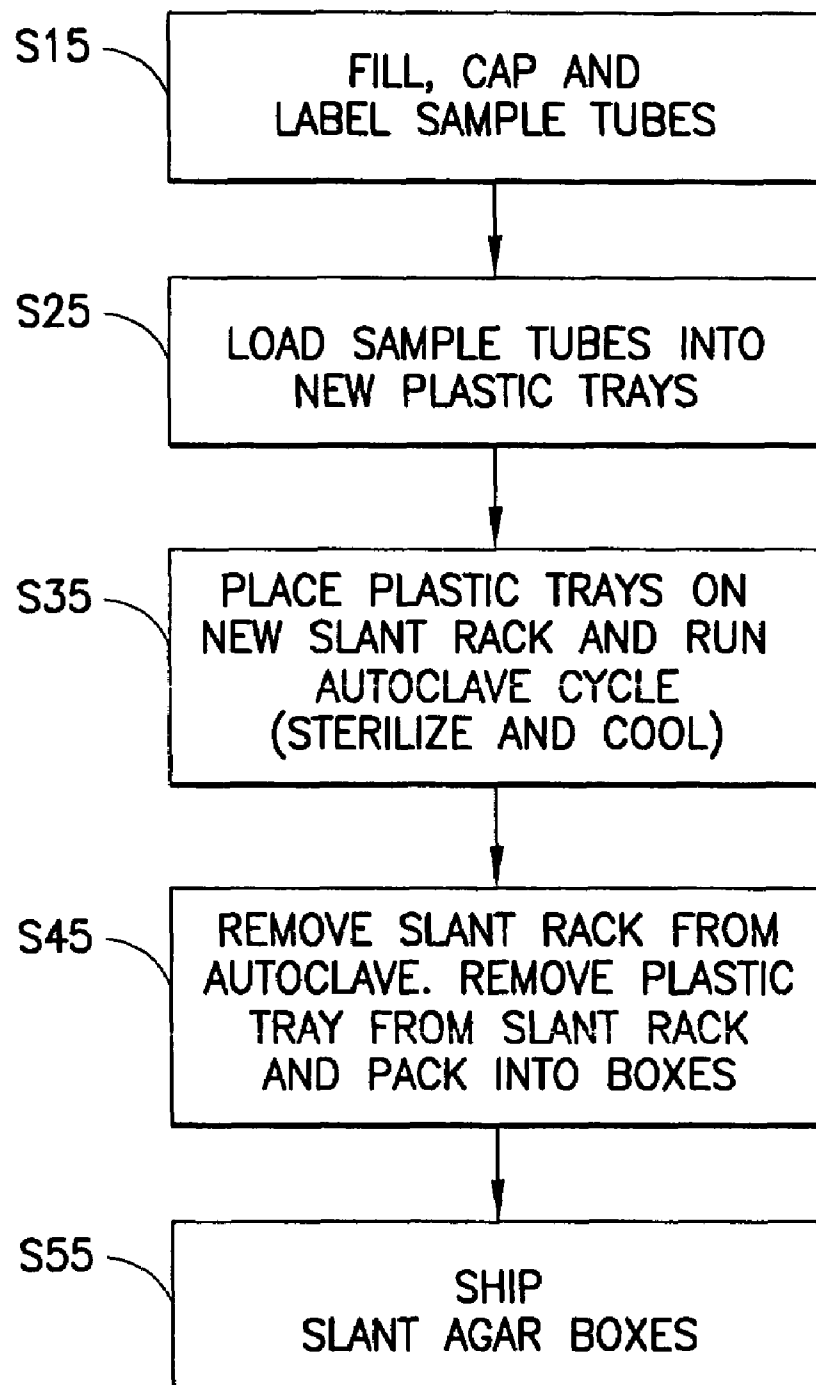 S15
FILL, CAP AND
LABEL SAMPLE TUBES
S25
LOAD SAMPLE TUBES INTO
NEW PLASTIC TRAYS
S35
PLACE PLASTIC TRAYS ON
NEW SLANT RACK AND RUN
AUTOCLAVE CYCLE
(STERILIZE AND COOL)
S45
REMOVE SLANT RACK FROM
AUTOCLAVE. REMOVE PLASTIC
TRAY FROM SLANT RACK
AND PACK INTO BOXES
S55
SHIP
SLANT AGAR BOXES